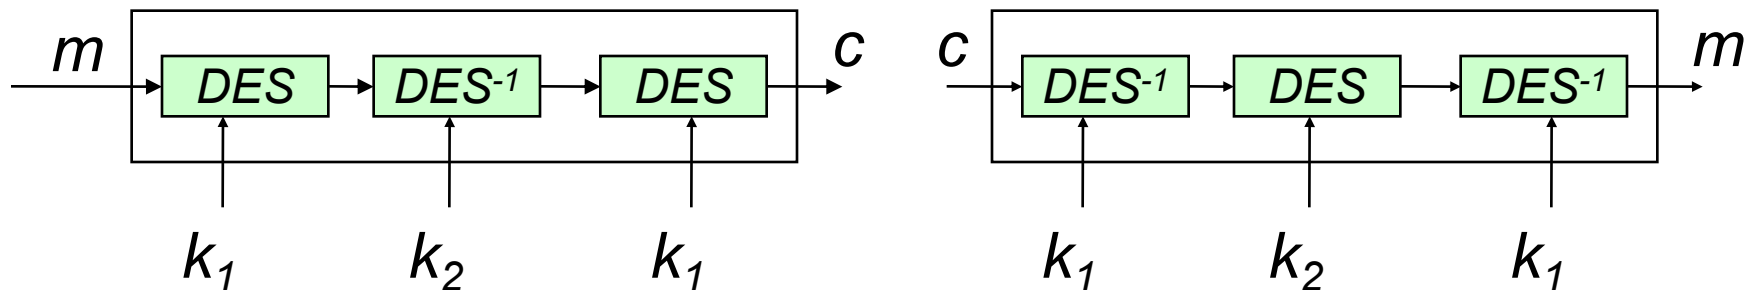 m DES DES⁻¹ DES c
k₁ k₂ k₁
c DES⁻¹ DES DES⁻¹ m
k₁ k₂ k₁